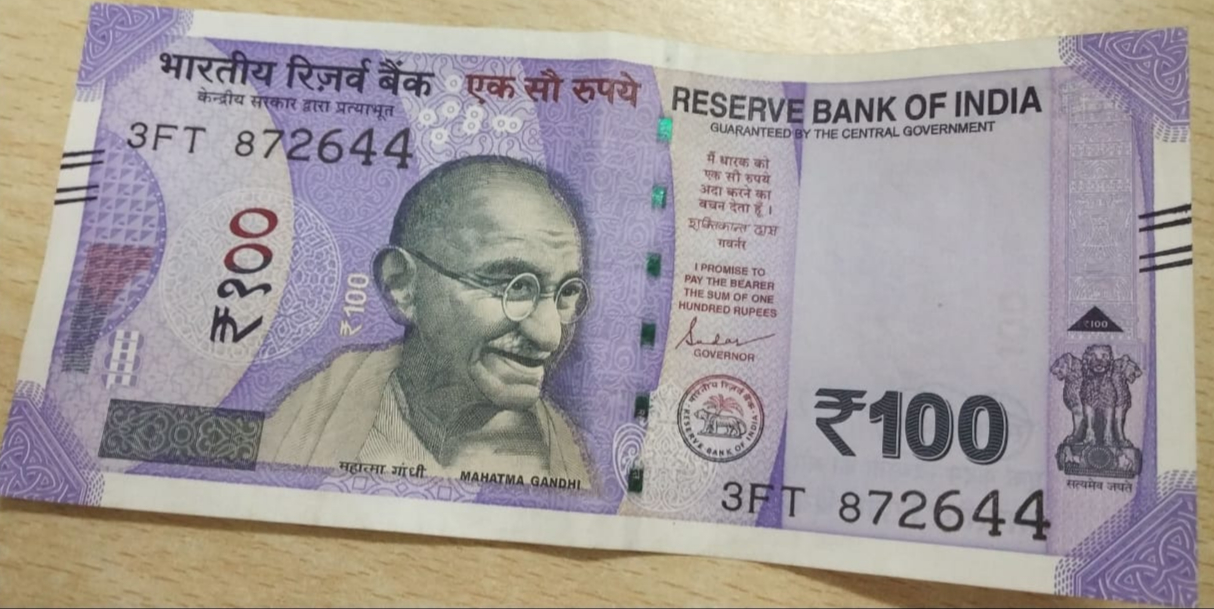 भारतीय रिज़र्व बैंक
केन्द्रीय सरकार द्वारा प्रत्याभूत
एक सौ रुपये
3FT 872644
₹१००
₹100
महात्मा गांधी
MAHATMA GANDHI
RESERVE BANK OF INDIA
GUARANTEED BY THE CENTRAL GOVERNMENT
मैं धारक को
एक सौ रुपये
अदा करने का
वचन देता हूँ।
शक्तिकान्त दास
गवर्नर
I PROMISE TO
PAY THE BEARER
THE SUM OF ONE
HUNDRED RUPEES
GOVERNOR
भारतीय रिज़र्व बैंक
RESERVE BANK OF INDIA
₹100
₹100
सत्यमेव जयते
3FT 872644